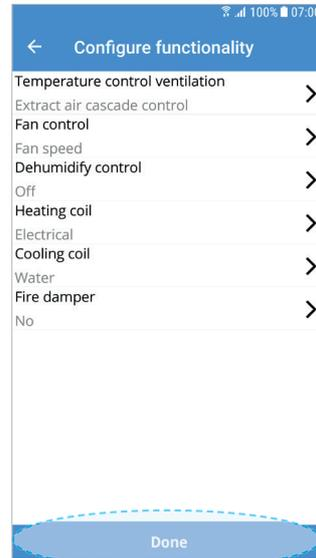 100% 07:00
Configure functionality
Temperature control ventilation
Extract air cascade control
Fan control
Fan speed
Dehumidify control
Off
Heating coil
Electrical
Cooling coil
Water
Fire damper
No
Done